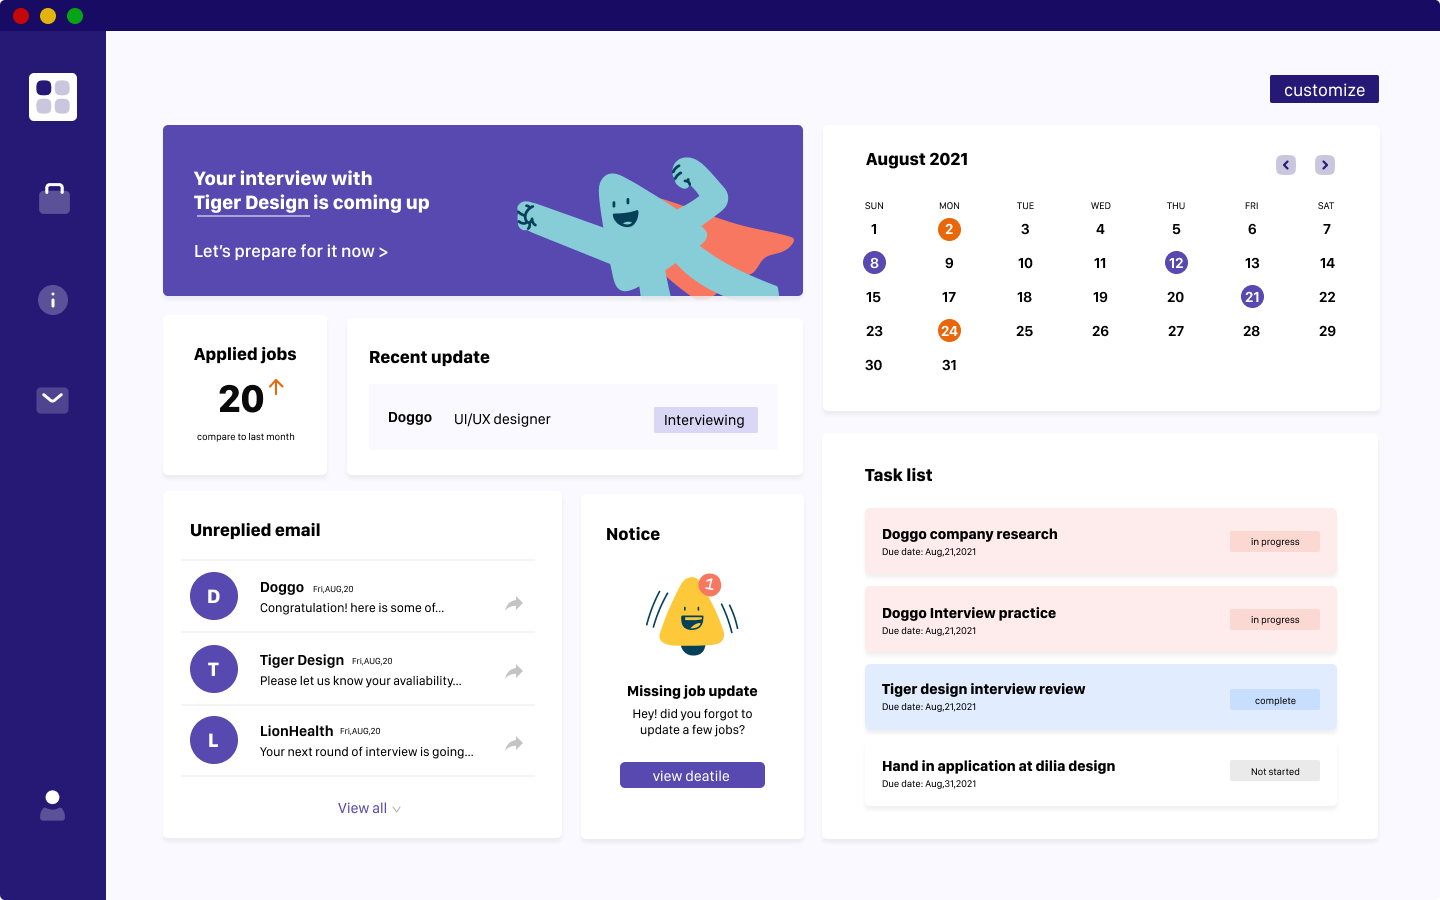 customize
Your interview with
Tiger Design is coming up
Let's prepare for it now >
August 2021
SUN MON TUE WED THU FRI SAT
1 2 3 4 5 6 7
8 9 10 11 12 13 14
15 17 18 19 20 21 22
23 24 25 26 27 28 29
30 31
Applied jobs
20
compare to last month
Recent update
Doggo UI/UX designer Interviewing
Unreplied email
D
Doggo Fri,AUG,20
Congratulation! here is some of...
T
Tiger Design Fri,AUG,20
Please let us know your avaliability...
L
LionHealth Fri,AUG,20
Your next round of interview is going...
View all
Notice
1
Missing job update
Hey! did you forgot to
update a few jobs?
view deatile
Task list
Doggo company research
Due date: Aug,21,2021
in progress
Doggo Interview practice
Due date: Aug,21,2021
in progress
Tiger design interview review
Due date: Aug,21,2021
complete
Hand in application at dilia design
Due date: Aug,31,2021
Not started